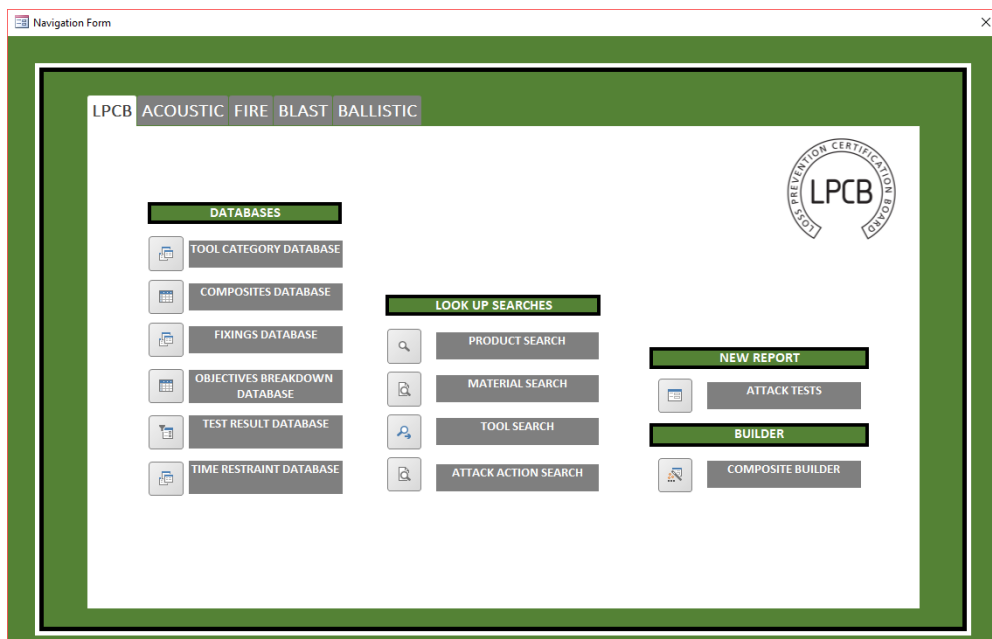 Navigation Form
LPCB ACOUSTIC FIRE BLAST BALLISTIC
LOSS PREVENTION CERTIFICATION BOARD
LPCB
DATABASES
TOOL CATEGORY DATABASE
COMPOSITES DATABASE
FIXINGS DATABASE
OBJECTIVES BREAKDOWN
DATABASE
TEST RESULT DATABASE
TIME RESTRAINT DATABASE
LOOK UP SEARCHES
PRODUCT SEARCH
MATERIAL SEARCH
TOOL SEARCH
ATTACK ACTION SEARCH
NEW REPORT
ATTACK TESTS
BUILDER
COMPOSITE BUILDER